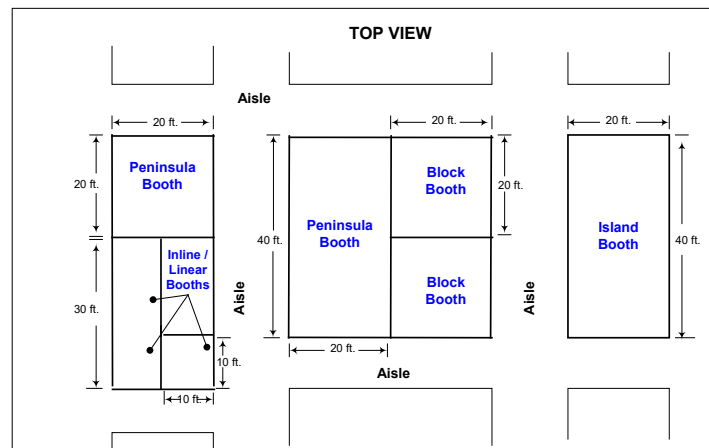 TOP VIEW
Aisle
20 ft.
20 ft.
20 ft.
20 ft.
Peninsula
Booth
Block
Booth
20 ft.
Peninsula
Booth
40 ft.
Island
Booth
40 ft.
Inline /
Linear
Booths
30 ft.
Aisle
Block
Booth
Aisle
10 ft.
20 ft.
Aisle
10 ft.